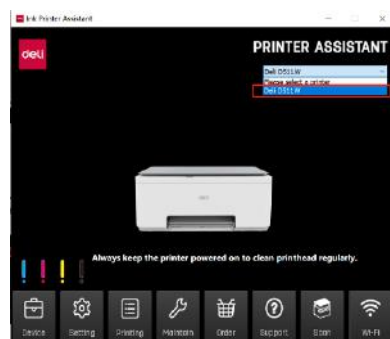 Ink Printer Assistant
deli
PRINTER ASSISTANT
Deli D511W
Please select a printer
Deli D511W
deli
Always keep the printer powered on to clean printhead regularly.
Device
Setting
Printing
Maintain
Order
Support
Scan
Wi-Fi